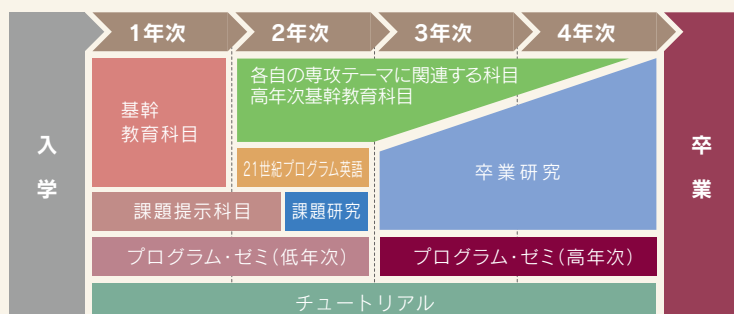 1年次
2年次
3年次
4年次
入学
基幹
教育科目
各自の専攻テーマに関連する科目
高年次基幹教育科目
21世紀プログラム英語
卒業研究
課題提示科目
課題研究
プログラム・ゼミ(低年次)
プログラム・ゼミ(高年次)
チュートリアル
卒業